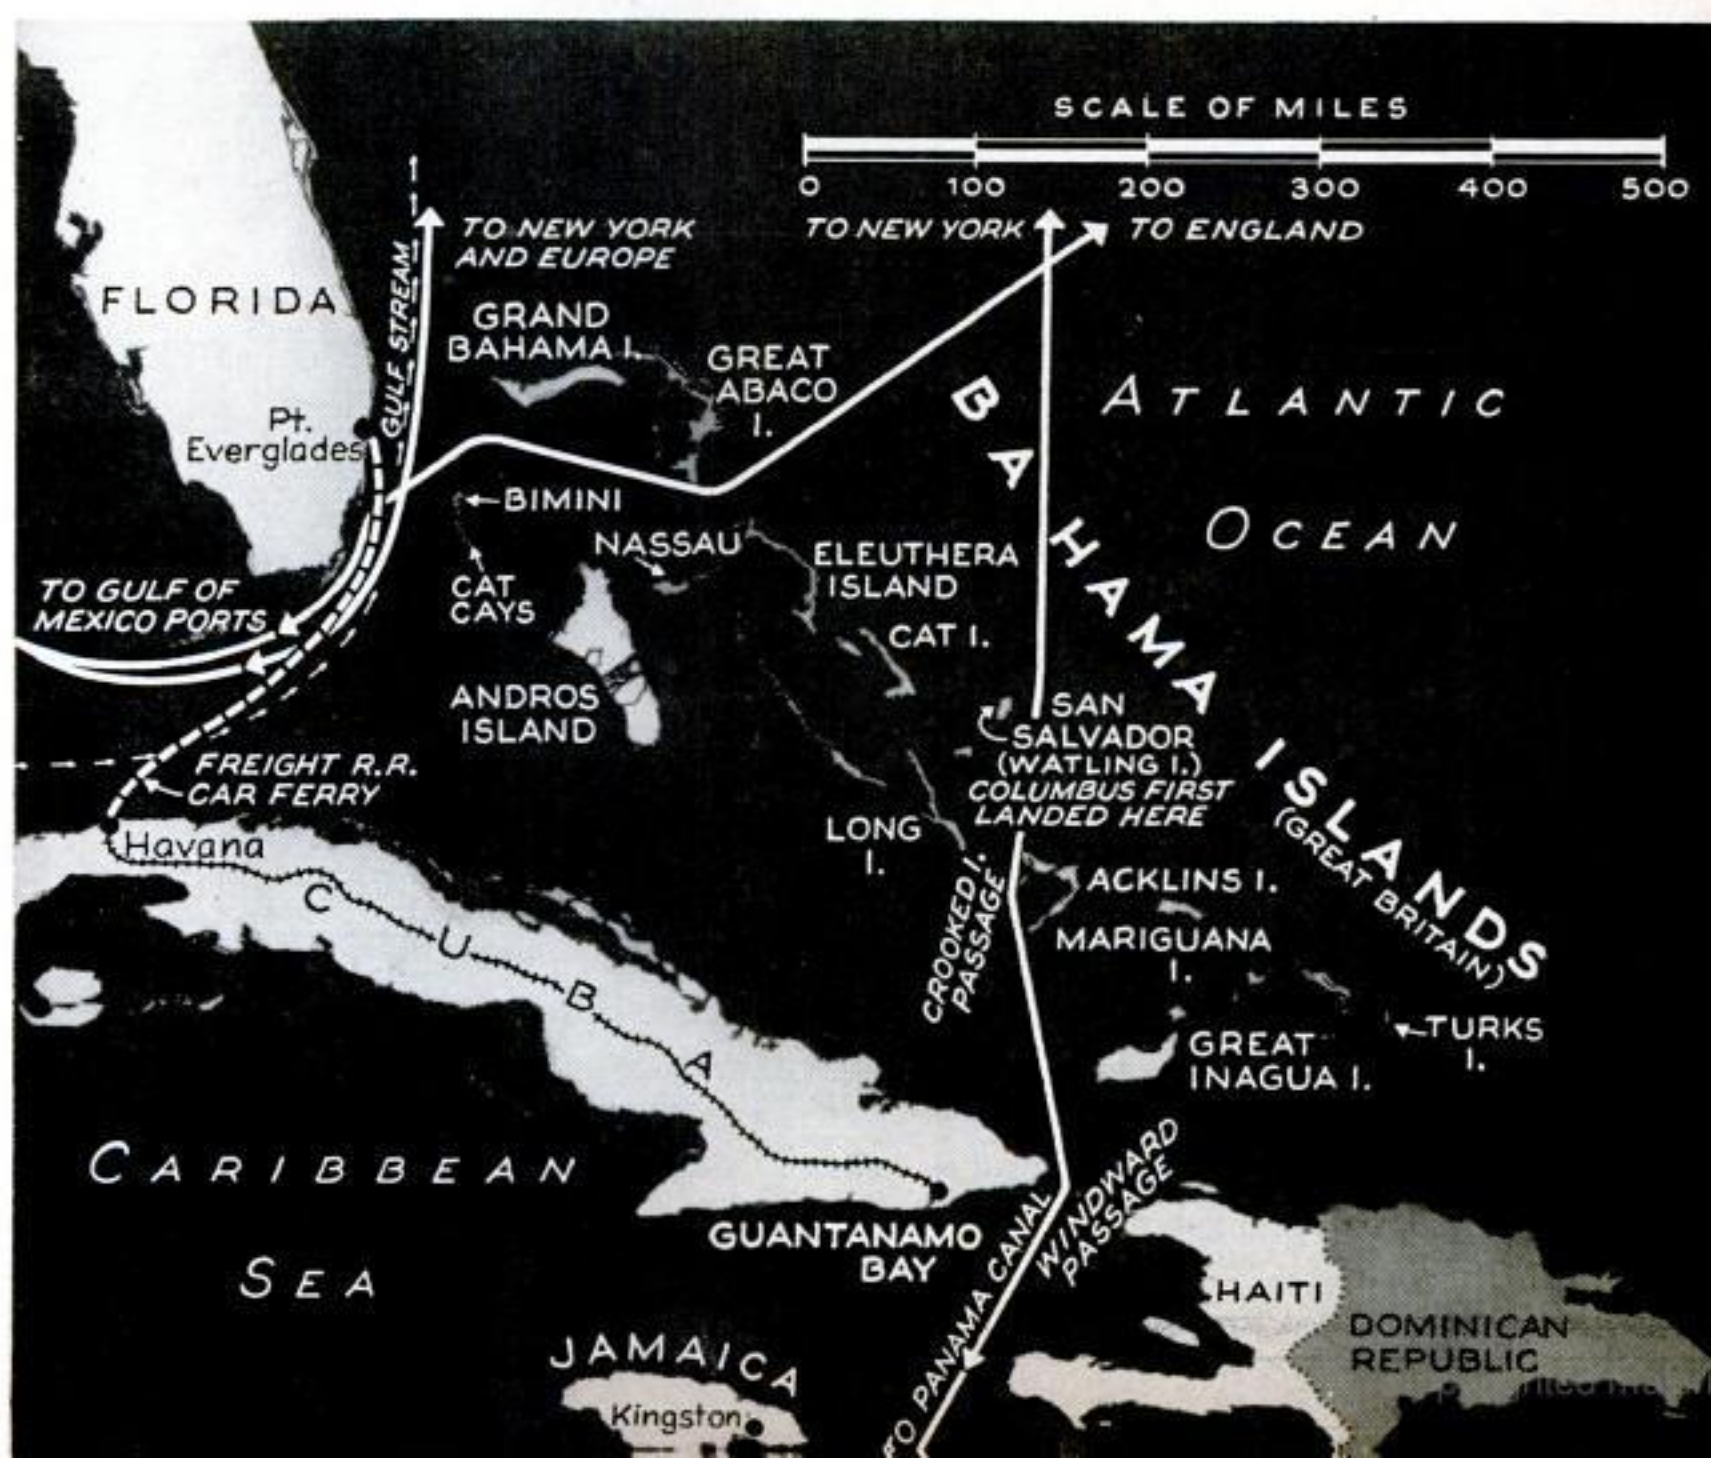 SCALE OF MILES
0 100 200 300 400 500
TO NEW YORK
AND EUROPE
TO NEW YORK
TO ENGLAND
GULF STREAM
FLORIDA
GRAND
BAHAMA I.
GREAT
ABACO
I.
BAHAMA ISLANDS
(GREAT BRITAIN)
ATLANTIC
OCEAN
Pt.
Everglades
BIMINI
NASSAU
ELEUTHERA
ISLAND
CAT
CAYS
TO GULF OF
MEXICO PORTS
CAT I.
ANDROS
ISLAND
SAN
SALVADOR
(WATLING I.)
COLUMBUS FIRST
LANDED HERE
FREIGHT R.R.
CAR FERRY
Havana
LONG
I.
CROOKED I.
PASSAGE
ACKLINS I.
MARIGUANA
I.
CUBA
TURKS
I.
GREAT
INAGUA I.
CARIBBEAN
SEA
GUANTANAMO
BAY
WINDWARD
PASSAGE
TO PANAMA CANAL
HAITI
DOMINICAN
REPUBLIC
JAMAICA
Kingston